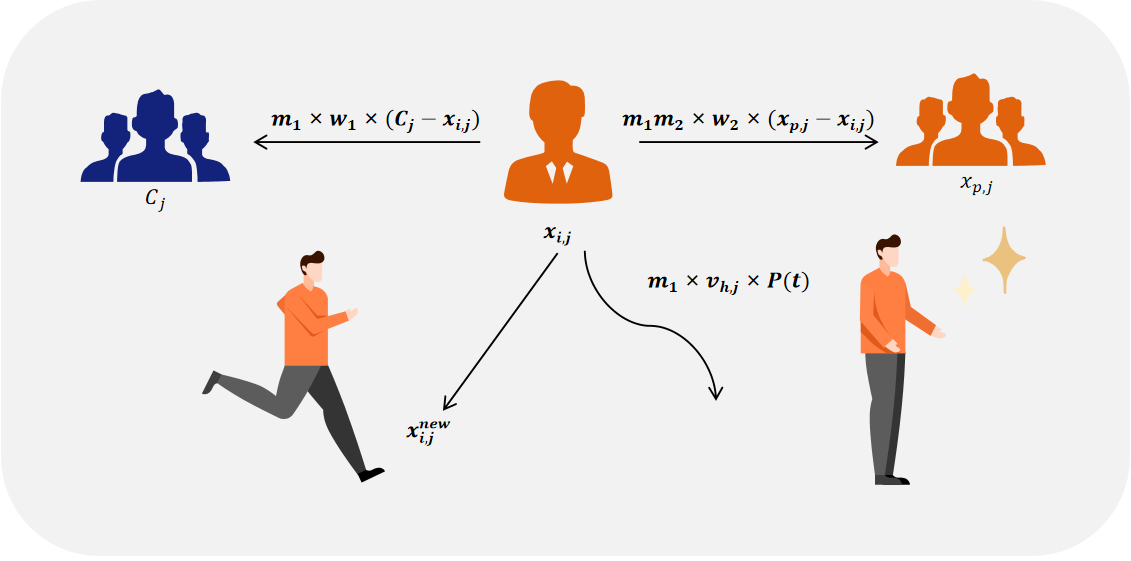 m₁ × w₁ × (Cⱼ − xᵢ,ⱼ)
m₁m₂ × w₂ × (xₚ,ⱼ − xᵢ,ⱼ)
Cⱼ
xₚ,ⱼ
xᵢ,ⱼ
m₁ × vₕ,ⱼ × P(t)
xᵢ,ⱼⁿᵉʷ